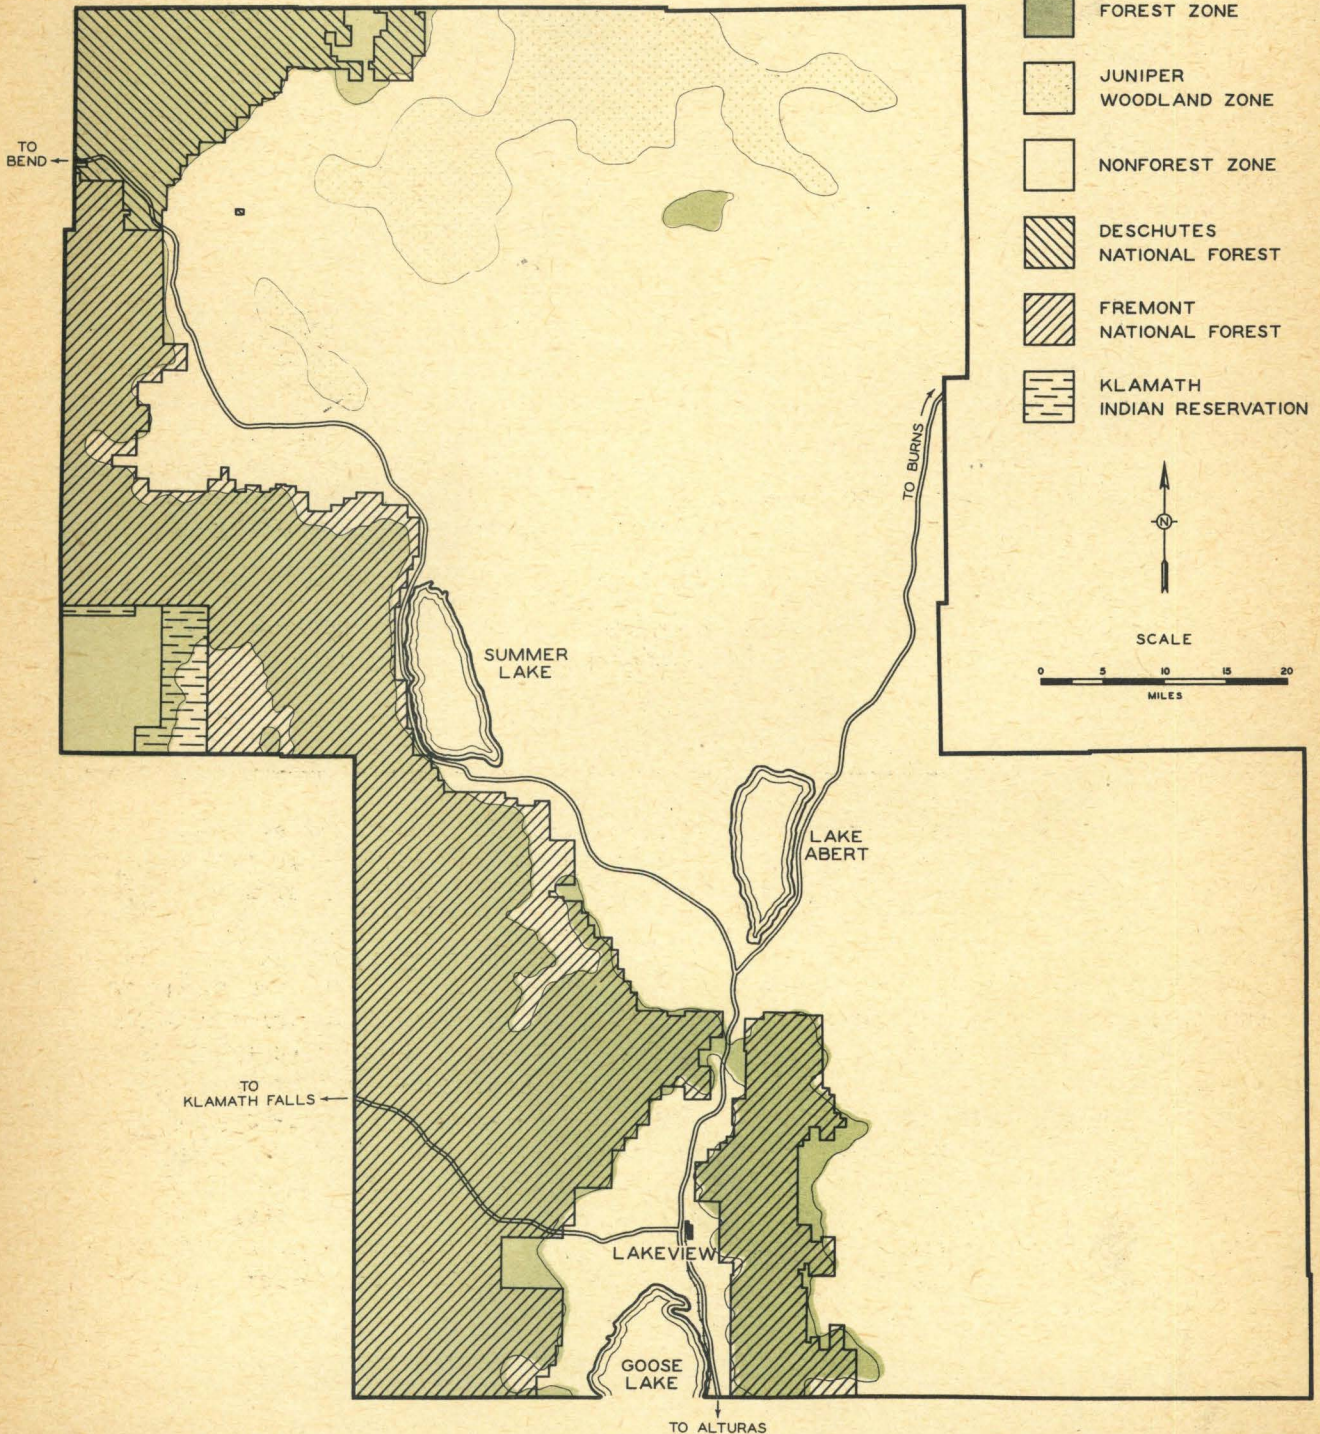 FOREST ZONE
JUNIPER
WOODLAND ZONE
NONFOREST ZONE
DESCHUTES
NATIONAL FOREST
FREMONT
NATIONAL FOREST
KLAMATH
INDIAN RESERVATION
N
SCALE
0 5 10 15 20
MILES
TO
BEND
TO BURNS
SUMMER
LAKE
LAKE
ABERT
TO
KLAMATH FALLS
LAKEVIEW
GOOSE
LAKE
TO ALTURAS